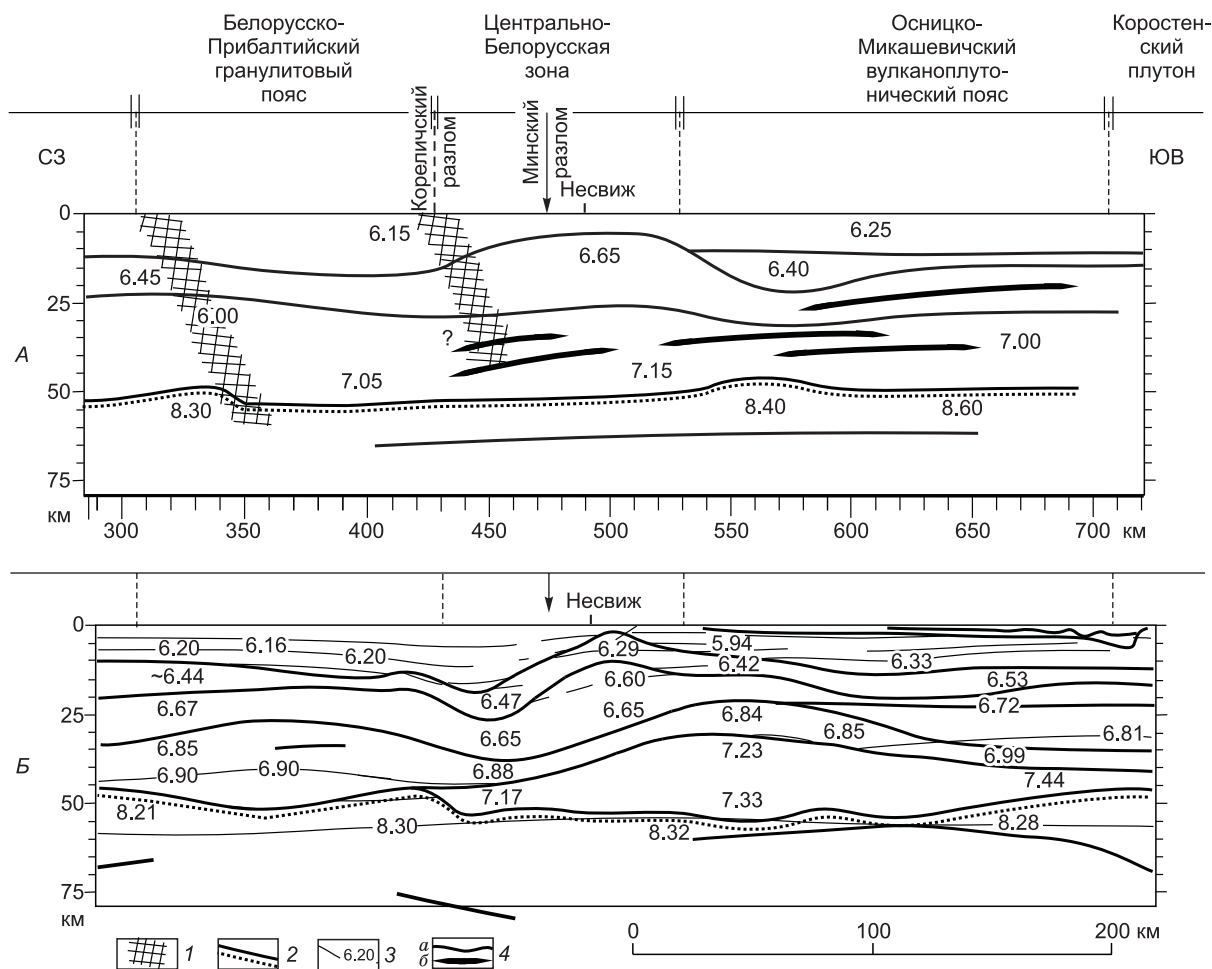 Белорусско-
Прибалтийский
гранулитовый
пояс
Центрально-
Белорусская
зона
Осницко-
Микашевичский
вулканоплуто-
нический пояс
Коростен-
ский
плутон
СЗ
Кореличский
разлом
Минский
разлом
Несвиж
ЮВ
А
0
25
50
75
км
6.15
6.25
6.45
6.65
6.40
6.00
?
7.05
7.15
7.00
8.30
8.40
8.60
300
350
400
450
500
550
600
650
700
км
Несвиж
Б
0
25
50
75
км
6.20
6.16
6.20
6.29
5.94
6.33
~6.44
6.47
6.60
6.42
6.53
6.67
6.65
6.65
6.84
6.72
6.85
6.85
6.81
6.88
7.23
6.99
6.90
6.90
7.17
7.33
7.44
8.21
8.30
8.32
8.28
0
100
200 км
1
2
6.20
3
а
б
4